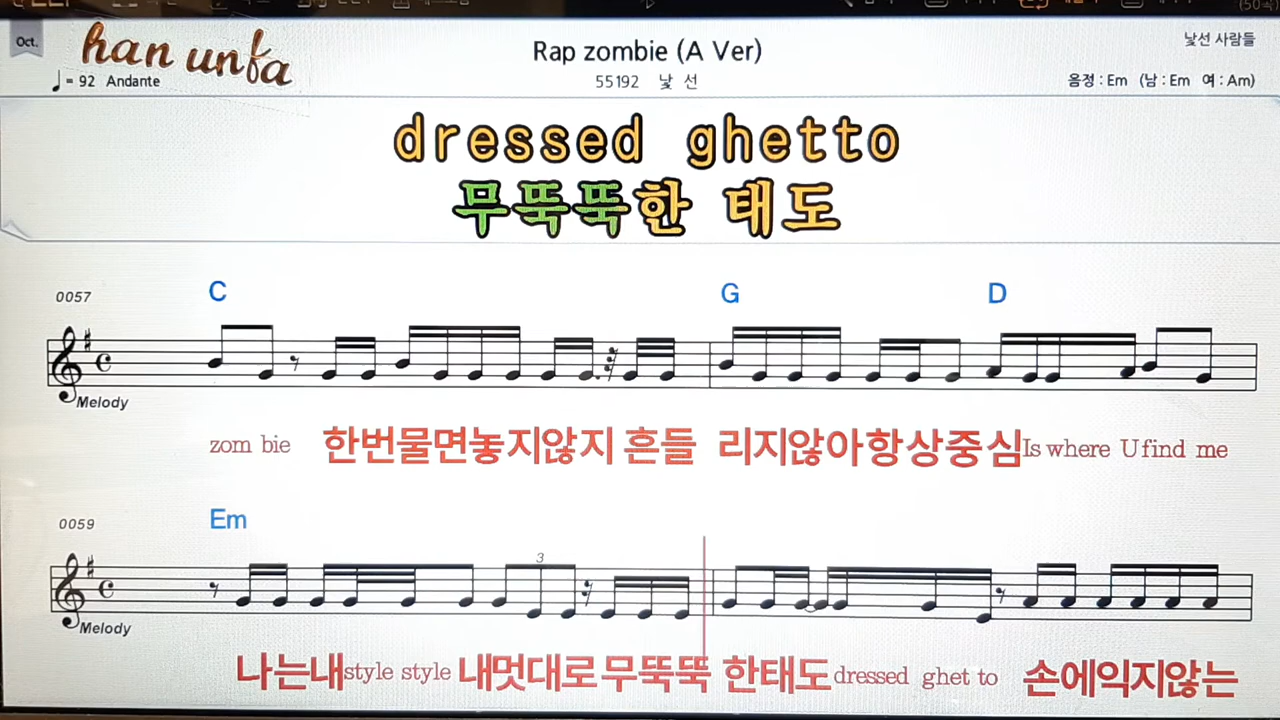 Oct.
han unfa
Rap zombie (A Ver)
낯선 사람들
♩= 92 Andante
55192 낯 선
음정 : Em (남 : Em 여 : Am)
dressed ghetto
무뚝뚝한 태도
0057
C G D
Melody
zom bie 한번물면놓지않지 흔들 리지않아항상중심Is where U find me
0059
Em
3
Melody
나는내style style 내멋대로무뚝뚝 한태도dressed ghet to 손에익지않는